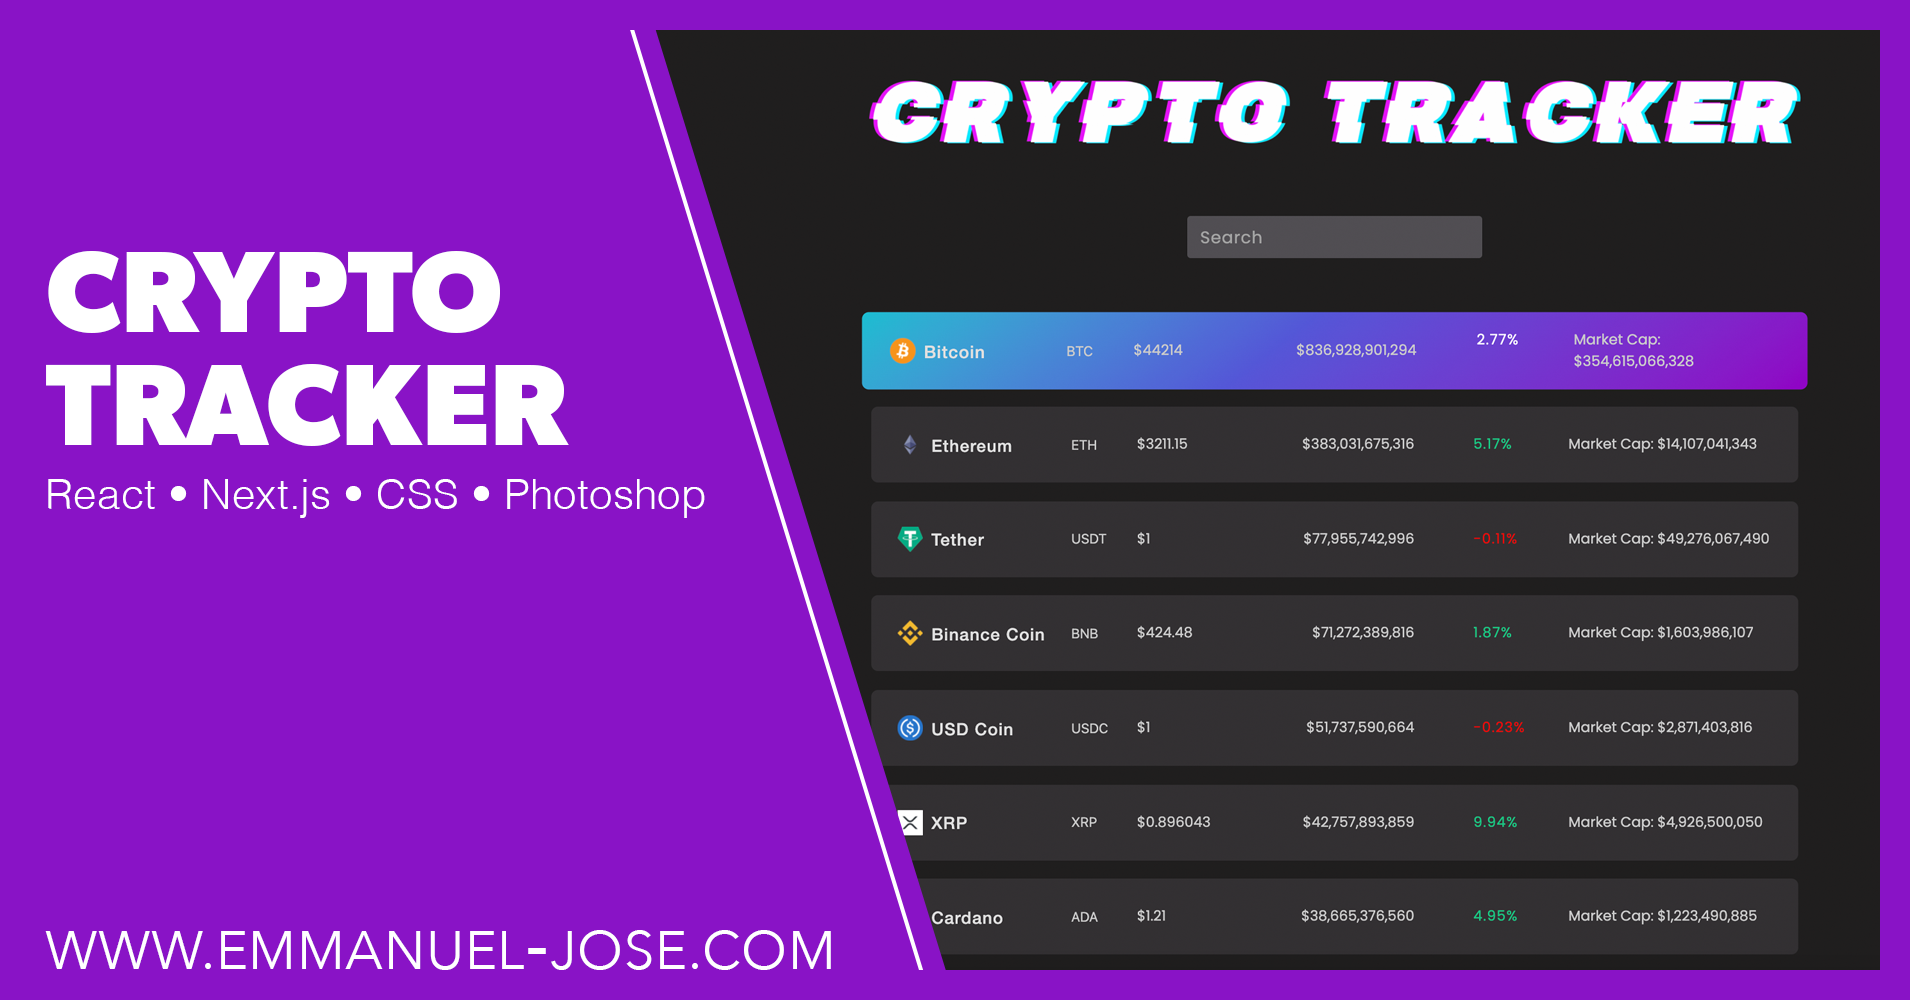 CRYPTO
TRACKER
React • Next.js • CSS • Photoshop
WWW.EMMANUEL-JOSE.COM
CRYPTO TRACKER
Search
Bitcoin BTC $44214 $836,928,901,294 2.77% Market Cap:
$354,615,066,328
Ethereum ETH $3211.15 $383,031,675,316 5.17% Market Cap: $14,107,041,343
Tether USDT $1 $77,955,742,996 -0.11% Market Cap: $49,276,067,490
Binance Coin BNB $424.48 $71,272,389,816 1.87% Market Cap: $1,603,986,107
USD Coin USDC $1 $51,737,590,664 -0.23% Market Cap: $2,871,403,816
XRP XRP $0.896043 $42,757,893,859 9.94% Market Cap: $4,926,500,050
Cardano ADA $1.21 $38,665,376,560 4.95% Market Cap: $1,223,490,885